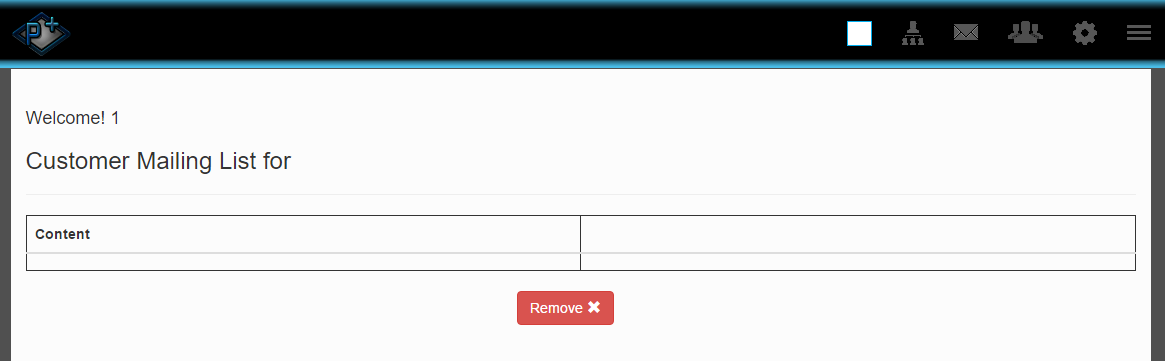 p+
Welcome! 1
Customer Mailing List for
Content
Remove ✖